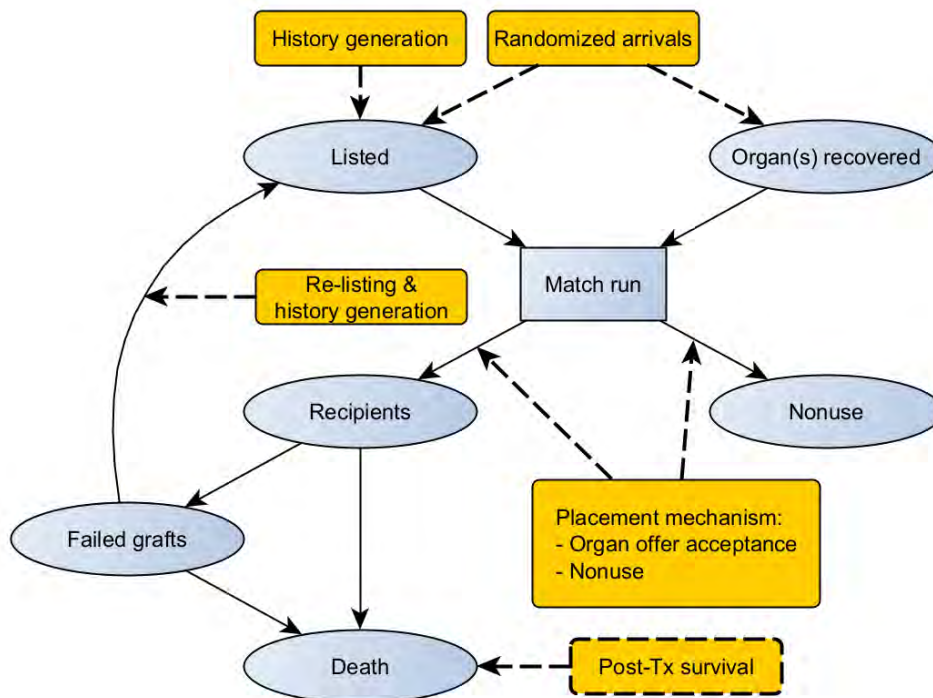 History generation
Randomized arrivals
Listed
Organ(s) recovered
Re-listing &
history generation
Match run
Recipients
Nonuse
Placement mechanism:
- Organ offer acceptance
- Nonuse
Failed grafts
Death
Post-Tx survival